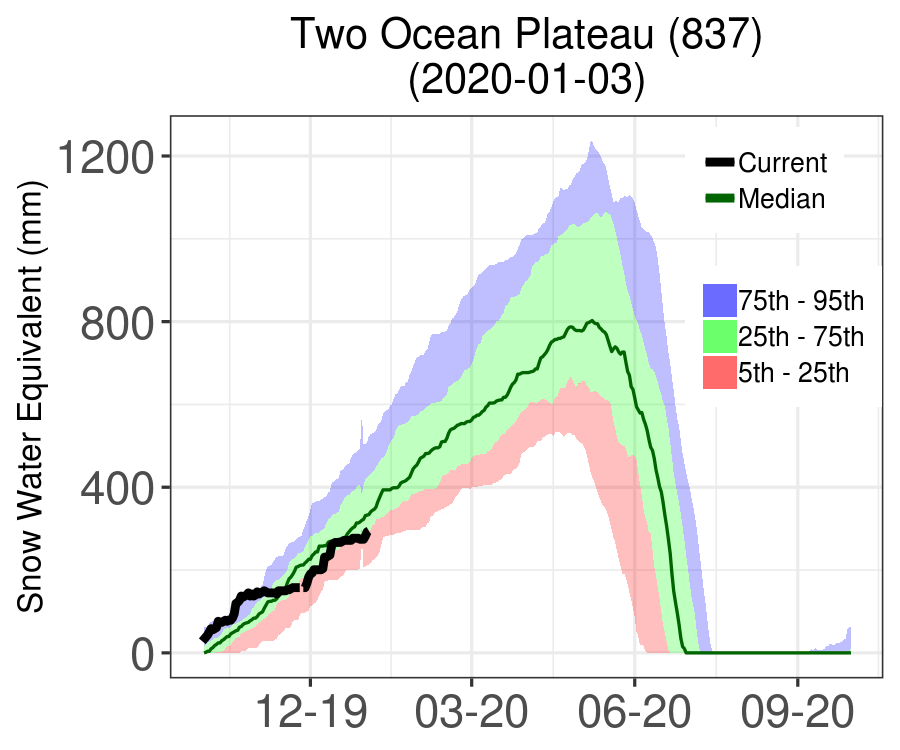 Two Ocean Plateau (837)
(2020-01-03)
Snow Water Equivalent (mm)
1200
800
400
0
12-19
03-20
06-20
09-20
Current
Median
75th - 95th
25th - 75th
5th - 25th